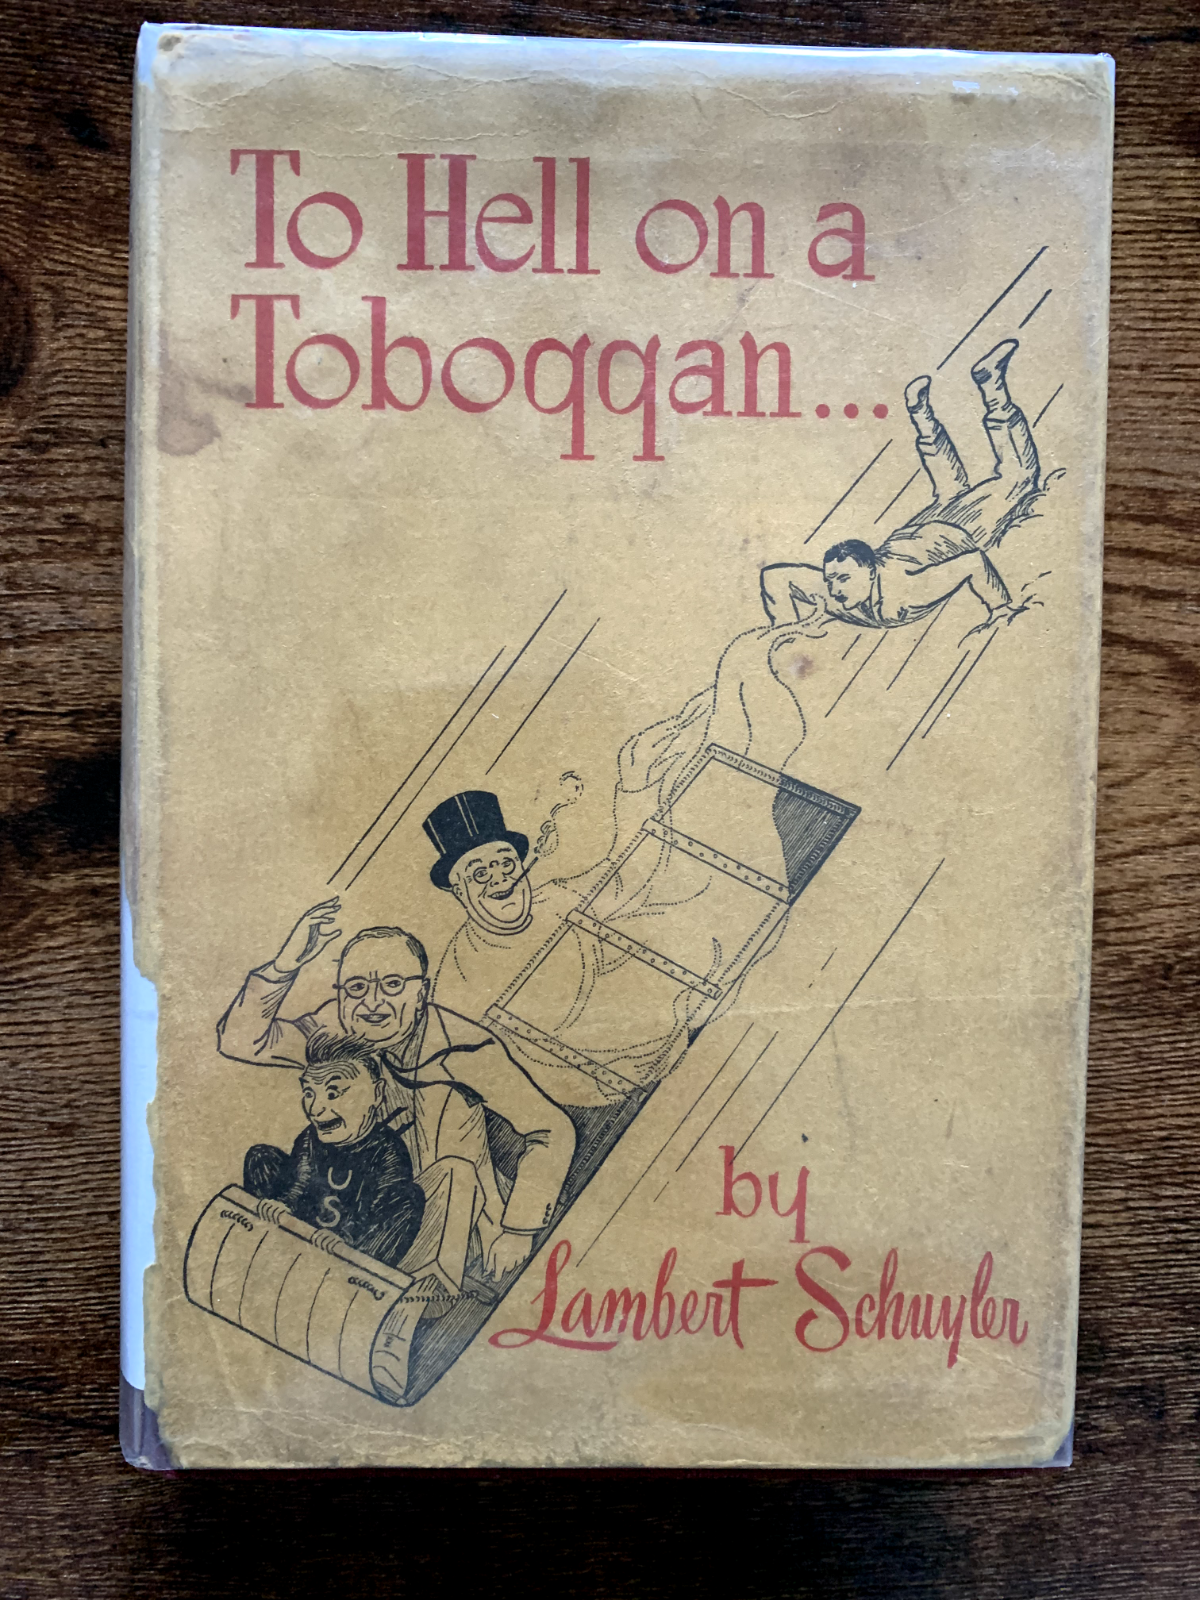 To Hell on a
Toboggan...
U
S
by
Lambert Schuyler